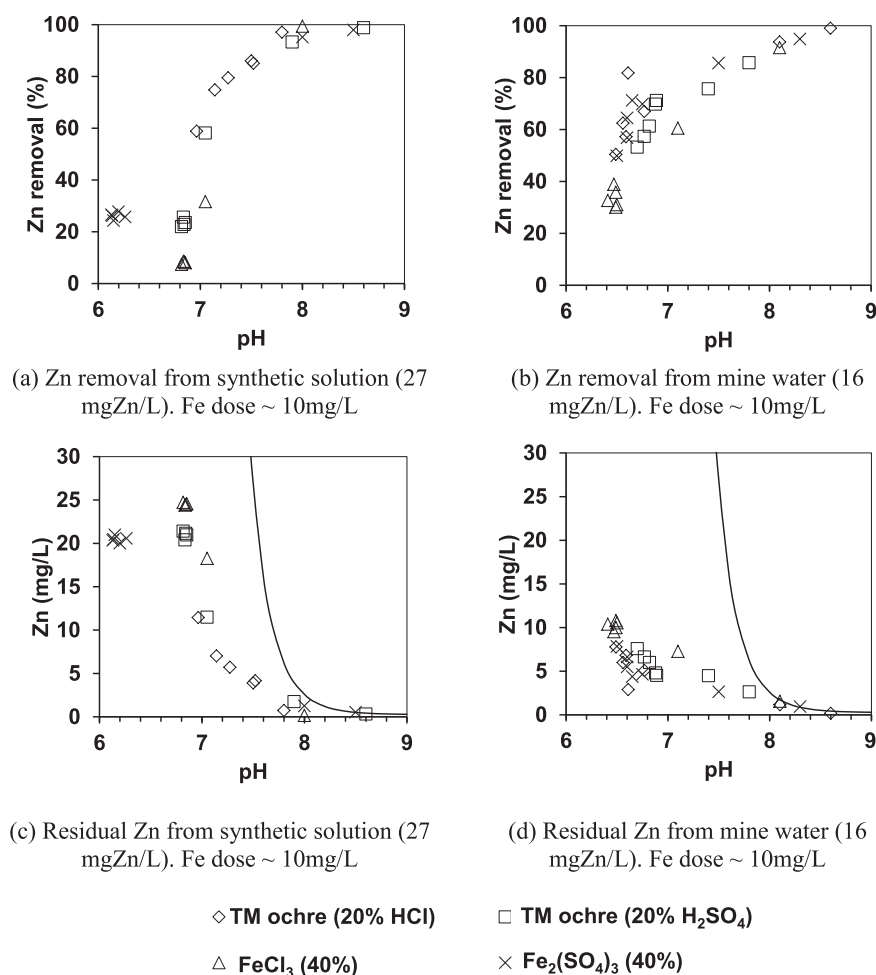 100
80
60
40
20
0
Zn removal (%)
6 7 8 9
pH
(a) Zn removal from synthetic solution (27
mgZn/L). Fe dose ~ 10mg/L
100
80
60
40
20
0
Zn removal (%)
6 7 8 9
pH
(b) Zn removal from mine water (16
mgZn/L). Fe dose ~ 10mg/L
30
25
20
15
10
5
0
Zn (mg/L)
6 7 8 9
pH
(c) Residual Zn from synthetic solution (27
mgZn/L). Fe dose ~ 10mg/L
30
25
20
15
10
5
0
Zn (mg/L)
6 7 8 9
pH
(d) Residual Zn from mine water (16
mgZn/L). Fe dose ~ 10mg/L
TM ochre (20% HCl)
TM ochre (20% H₂SO₄)
FeCl₃ (40%)
Fe₂(SO₄)₃ (40%)